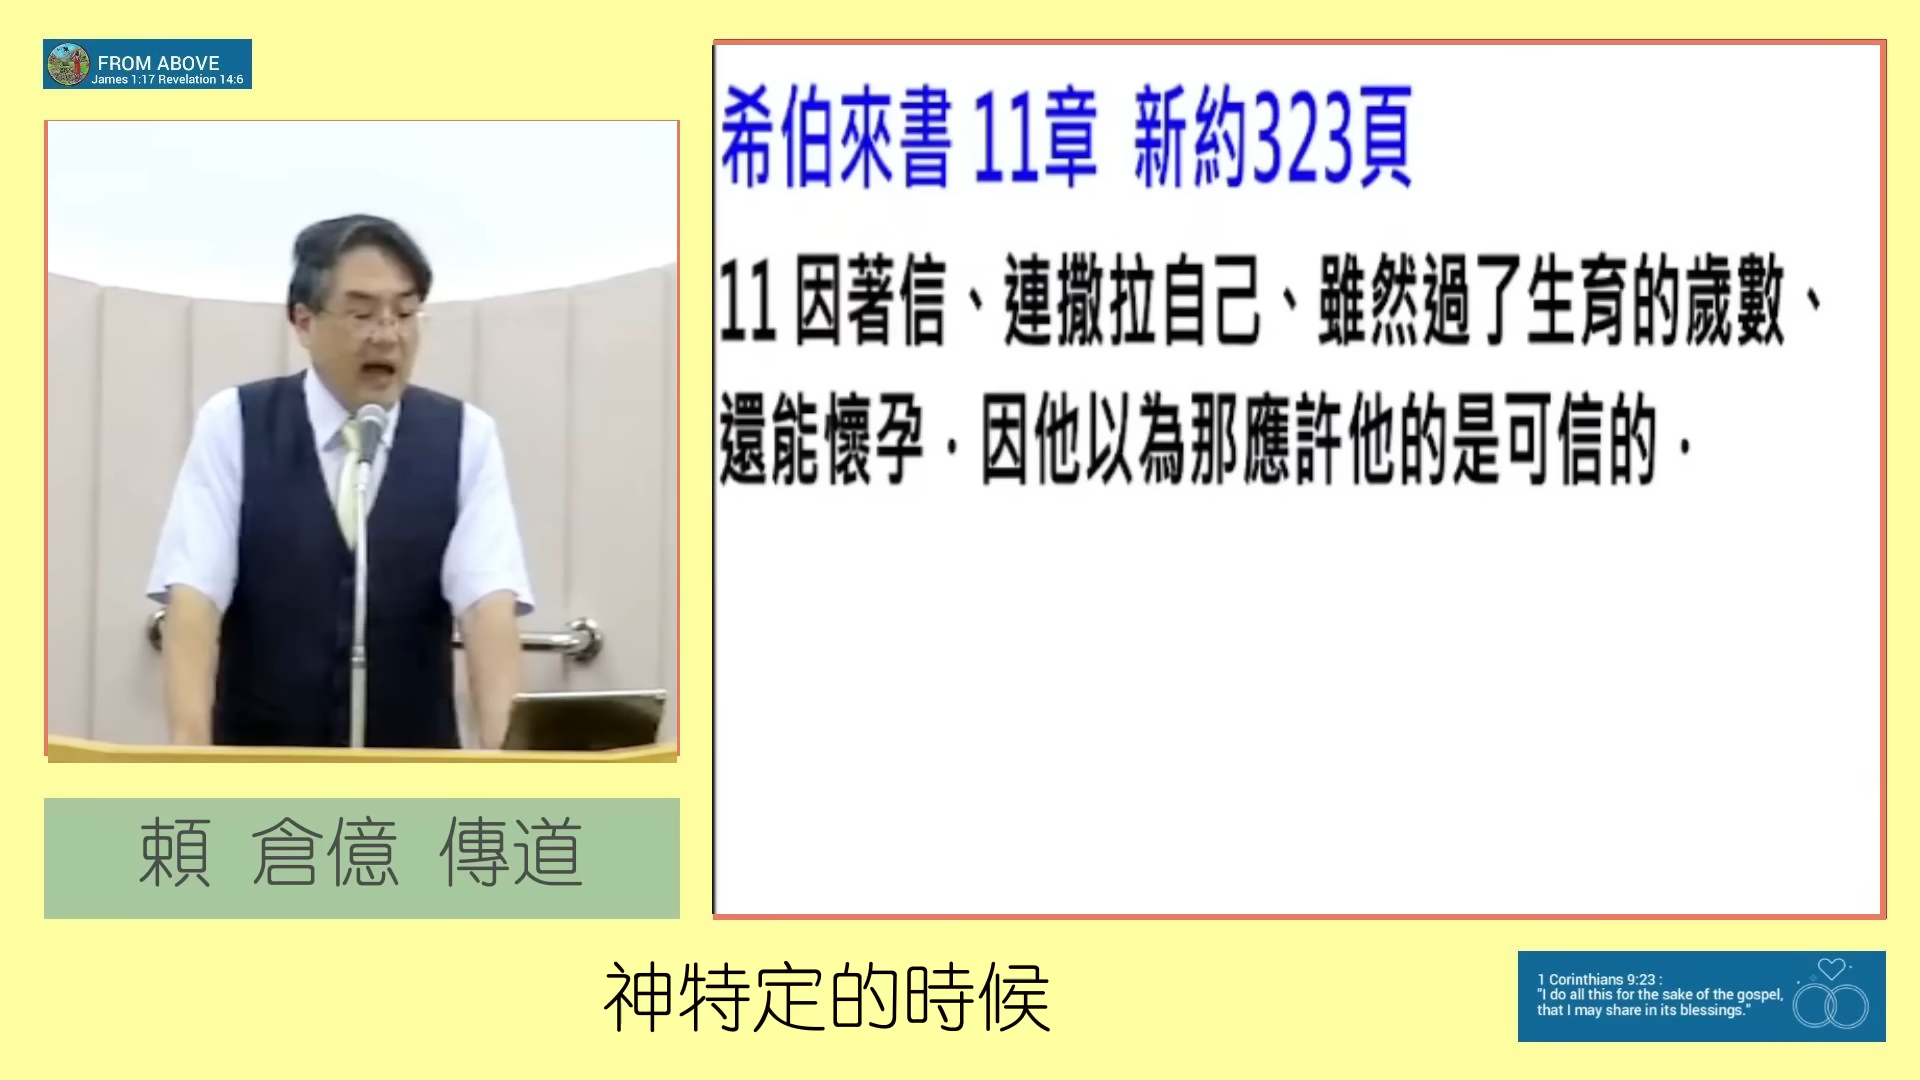 FROM ABOVE
James 1:17 Revelation 14:6
希伯來書 11章 新約323頁
11 因著信、連撒拉自己、雖然過了生育的歲數、
還能懷孕．因他以為那應許他的是可信的．
賴 倉億 傳道
神特定的時候
1 Corinthians 9:23 :
"I do all this for the sake of the gospel,
that I may share in its blessings."